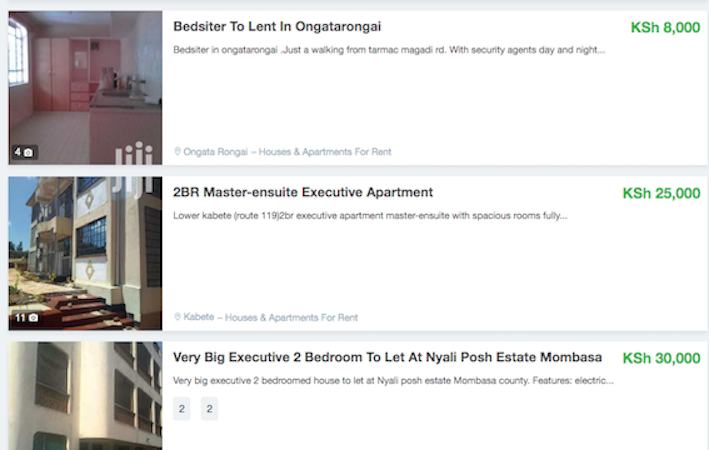 Bedsiter To Lent In Ongatarongai
KSh 8,000
Bedsiter in ongatarongai .Just a walking from tarmac magadi rd. With security agents day and night...
4
Jiji
Ongata Rongai – Houses & Apartments For Rent
JIJI
2BR Master-ensuite Executive Apartment
KSh 25,000
Lower kabete (route 119)2br executive apartment master-ensuite with spacious rooms fully...
11
Kabete – Houses & Apartments For Rent
Very Big Executive 2 Bedroom To Let At Nyali Posh Estate Mombasa
KSh 30,000
Very big executive 2 bedroomed house to let at Nyali posh estate Mombasa county. Features: electric...
2 2